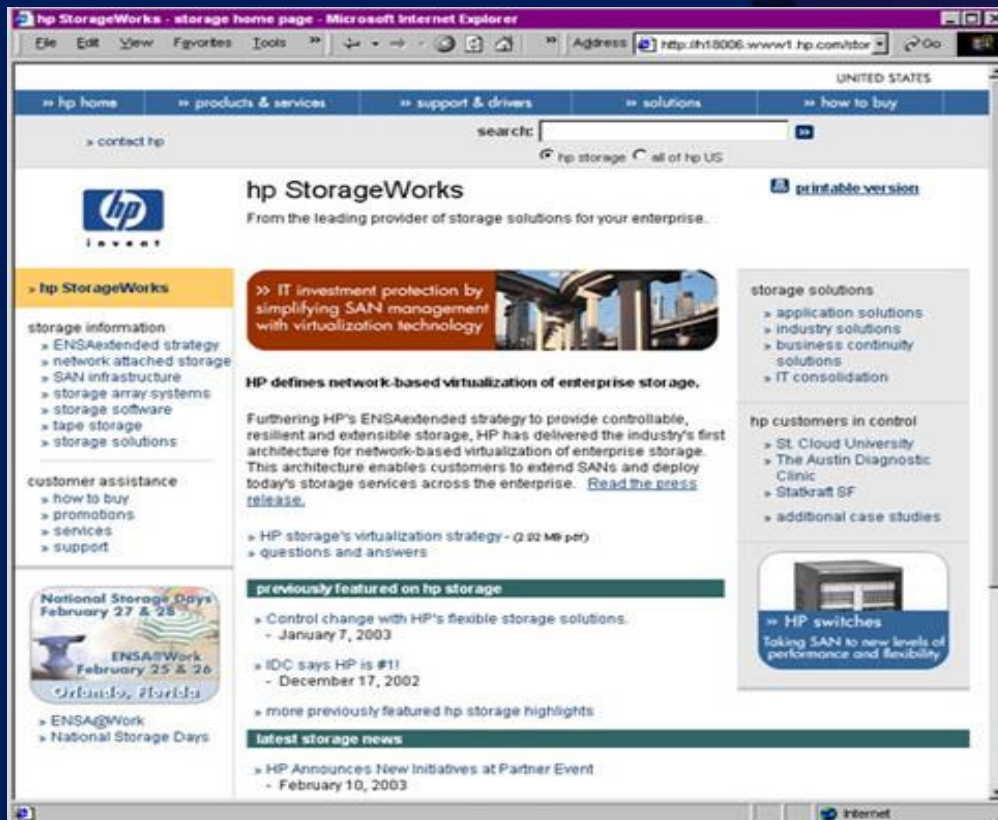 hp StorageWorks - storage home page - Microsoft Internet Explorer
File Edit View Favorites Tools » » Address http://h18006.www1.hp.com/stor Go
UNITED STATES
» hp home » products & services » support & drivers » solutions » how to buy
» contact hp
search:
hp storage all of hp US
hp
invent
hp StorageWorks
From the leading provider of storage solutions for your enterprise.
printable version
» hp StorageWorks
storage information
» ENSAextended strategy
» network attached storage
» SAN infrastructure
» storage array systems
» storage software
» tape storage
» storage solutions
customer assistance
» how to buy
» promotions
» services
» support
National Storage Days
February 27 & 28
ENSA@Work
February 25 & 26
Orlando, Florida
» ENSA@Work
» National Storage Days
» IT investment protection by
simplifying SAN management
with virtualization technology
HP defines network-based virtualization of enterprise storage.
Furthering HP's ENSAextended strategy to provide controllable,
resilient and extensible storage, HP has delivered the industry's first
architecture for network-based virtualization of enterprise storage.
This architecture enables customers to extend SANs and deploy
today's storage services across the enterprise. Read the press
release.
» HP storage's virtualization strategy - (2.02 MB pdf)
» questions and answers
previously featured on hp storage
» Control change with HP's flexible storage solutions.
- January 7, 2003
» IDC says HP is #1!
- December 17, 2002
» more previously featured hp storage highlights
latest storage news
» HP Announces New Initiatives at Partner Event
- February 10, 2003
storage solutions
» application solutions
» industry solutions
» business continuity
solutions
» IT consolidation
hp customers in control
» St. Cloud University
» The Austin Diagnostic
Clinic
» Statkraft SF
» additional case studies
» HP switches
Taking SAN to new levels of
performance and flexibility
Internet